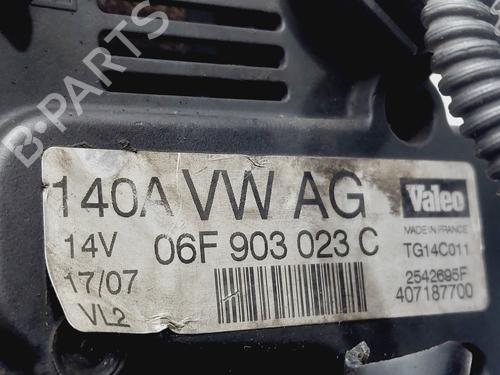 B-PARTS
140A VW AG
Valeo
MADE IN FRANCE
14V 06F 903 023 C
TG14C011
17/07
2542695F
VL2
407187700